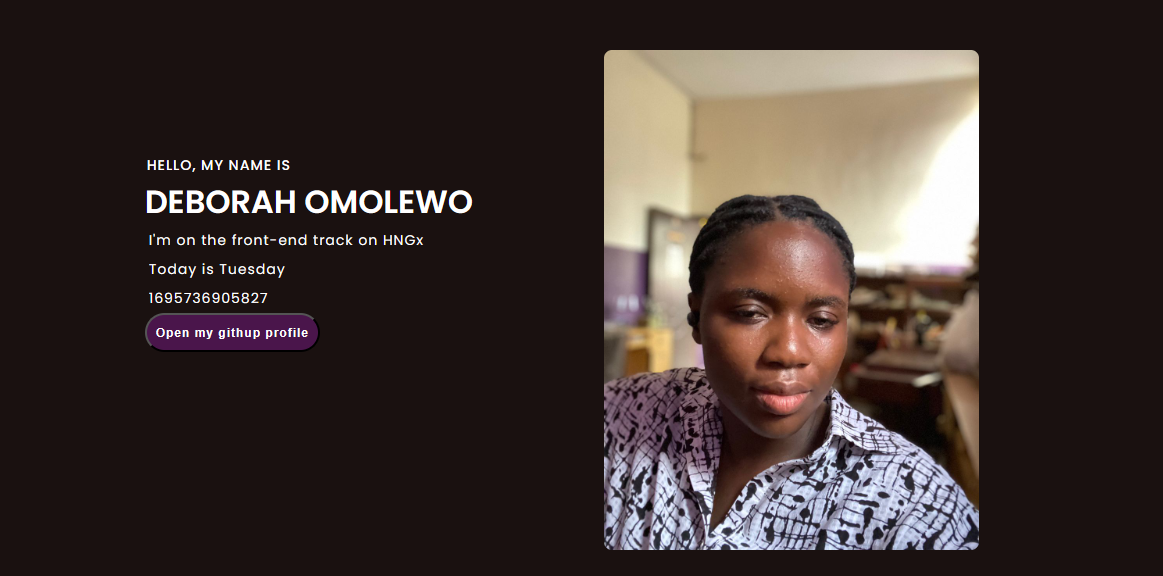 HELLO, MY NAME IS
DEBORAH OMOLEWO
I'm on the front-end track on HNGx
Today is Tuesday
1695736905827
Open my githup profile